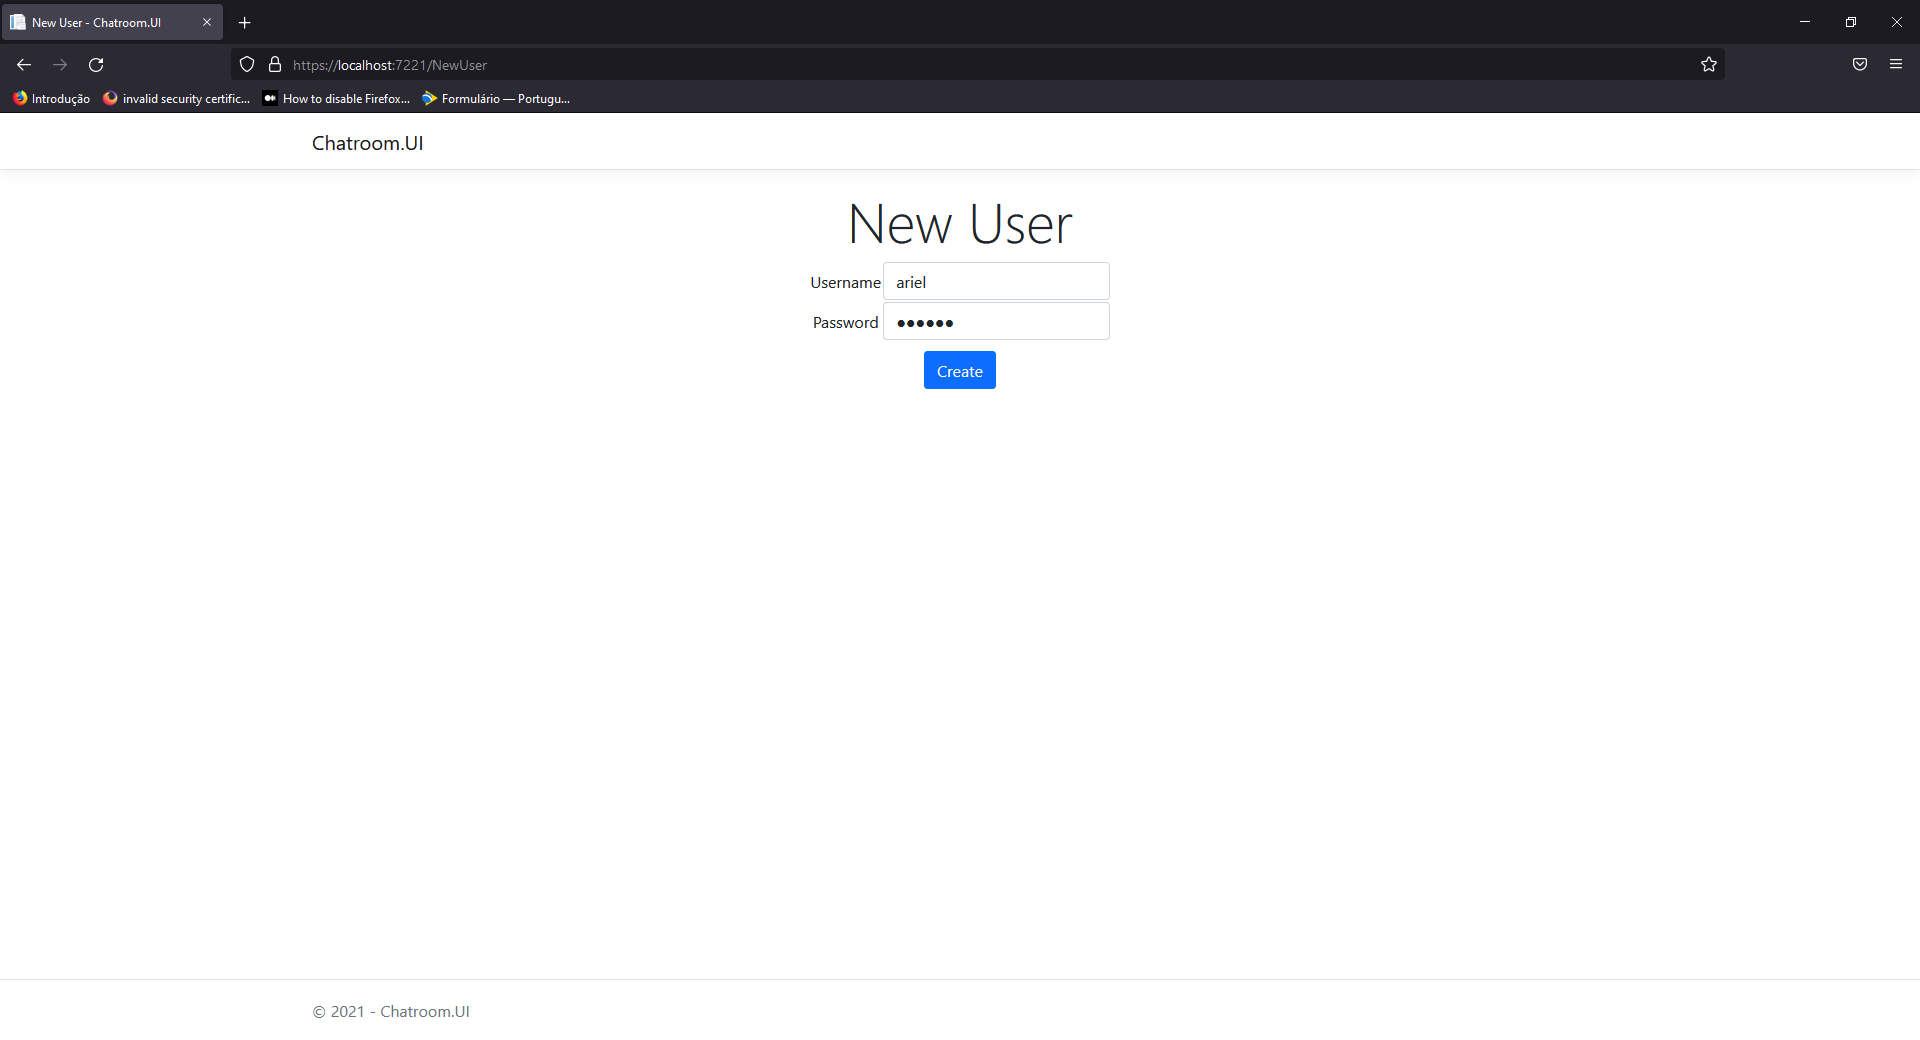 New User - Chatroom.UI
https://localhost:7221/NewUser
Introdução invalid security certific... How to disable Firefox... Formulário — Portugu...
Chatroom.UI
New User
Username ariel
Password ●●●●●●
Create
© 2021 - Chatroom.UI